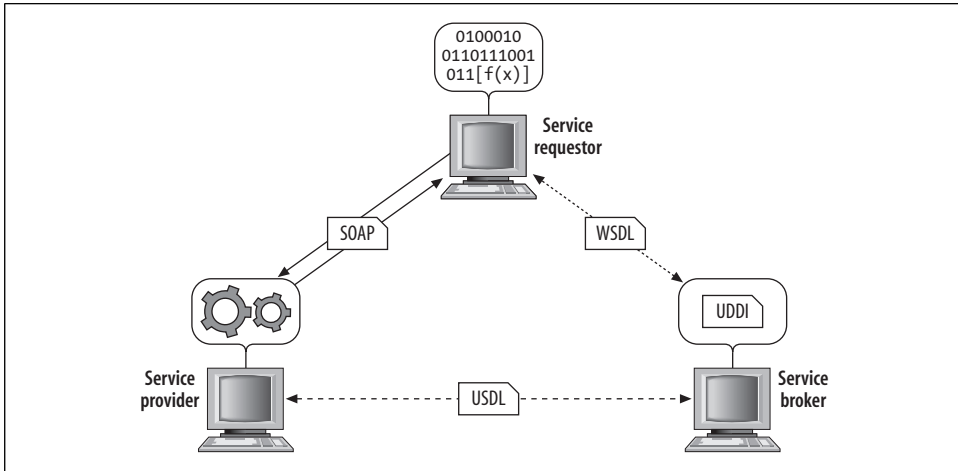 0100010
0110111001
011[f(x)]
Service
requestor
SOAP
WSDL
UDDI
Service
provider
USDL
Service
broker